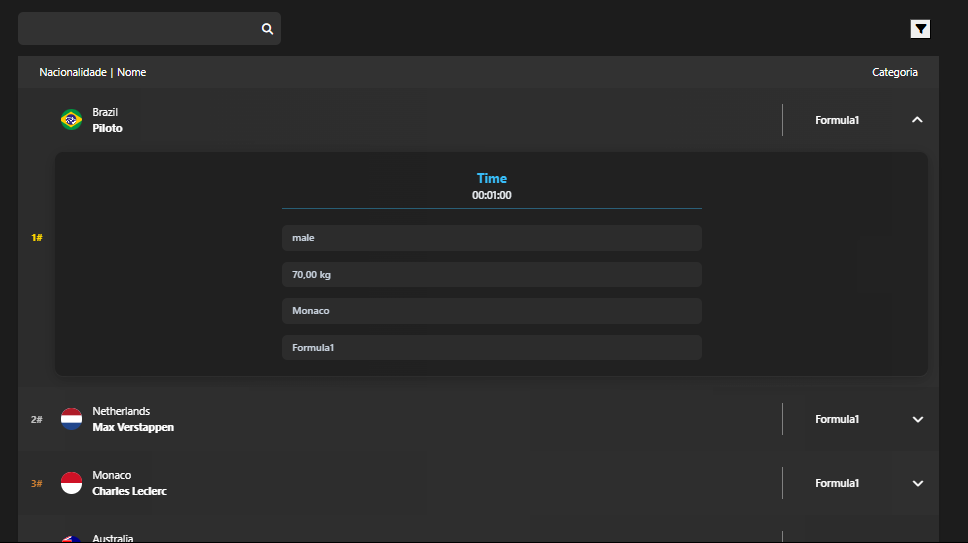 Nacionalidade | Nome
Categoria
Brazil
Piloto
Formula1
Time
00:01:00
1#
male
70,00 kg
Monaco
Formula1
2#
Netherlands
Max Verstappen
Formula1
3#
Monaco
Charles Leclerc
Formula1
Australia